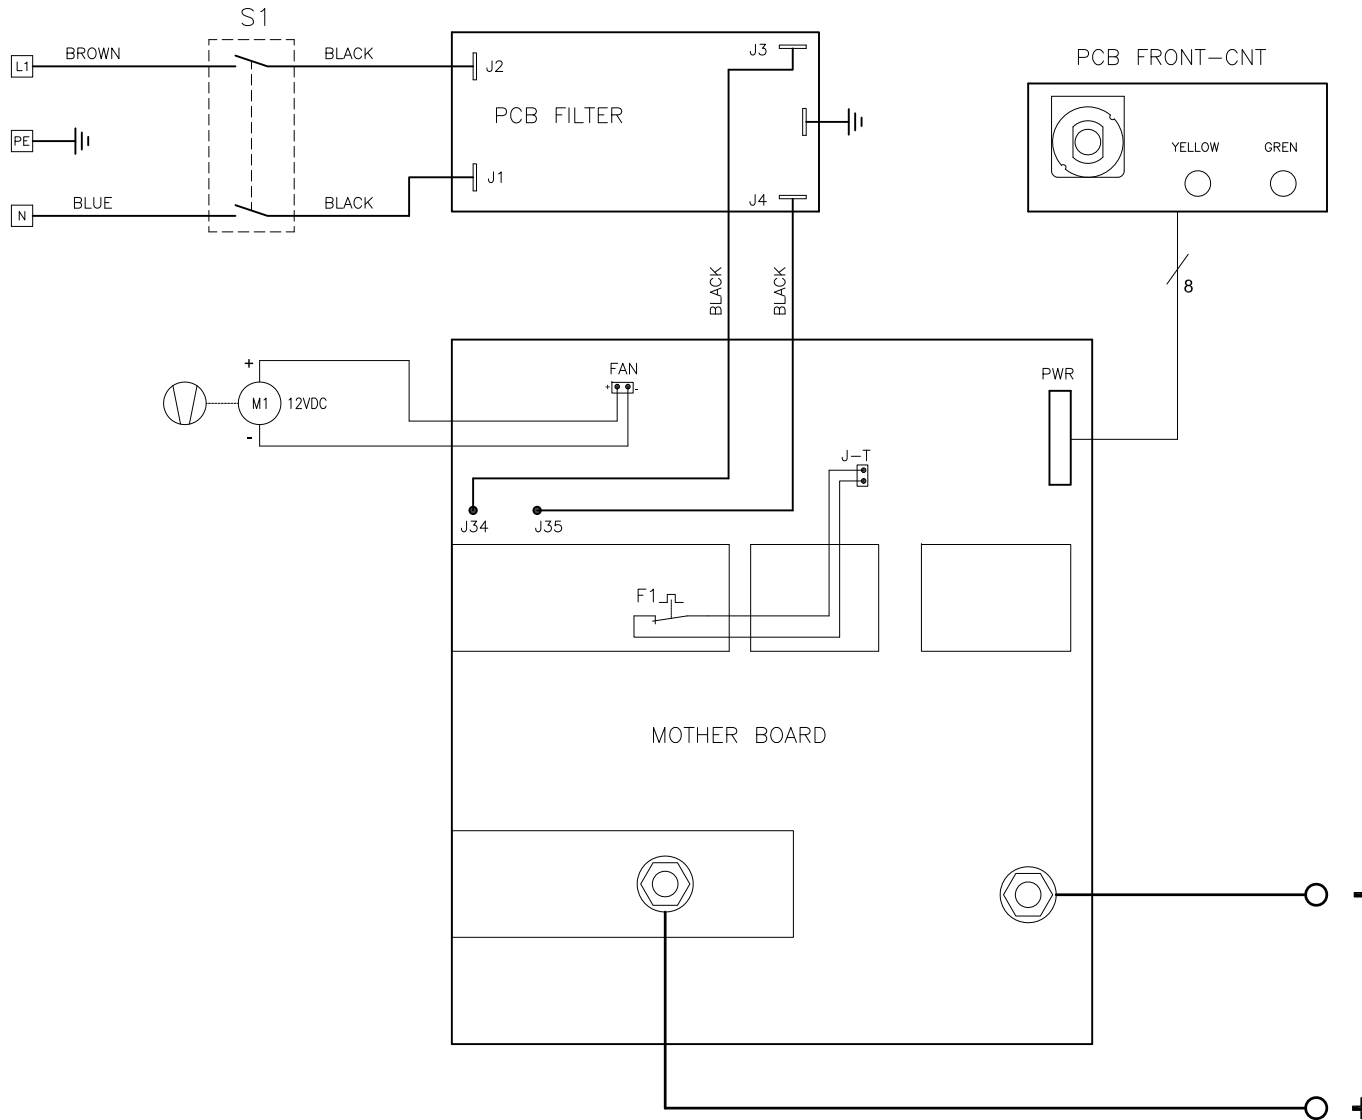 S1
L1 BROWN BLACK J2
PCB FILTER
J3
PE
N BLUE BLACK J1
J4
PCB FRONT-CNT
YELLOW GREN
8
BLACK BLACK
FAN
+ -
+
M1 12VDC
-
PWR
J-T
J34 J35
F1
MOTHER BOARD
-
+